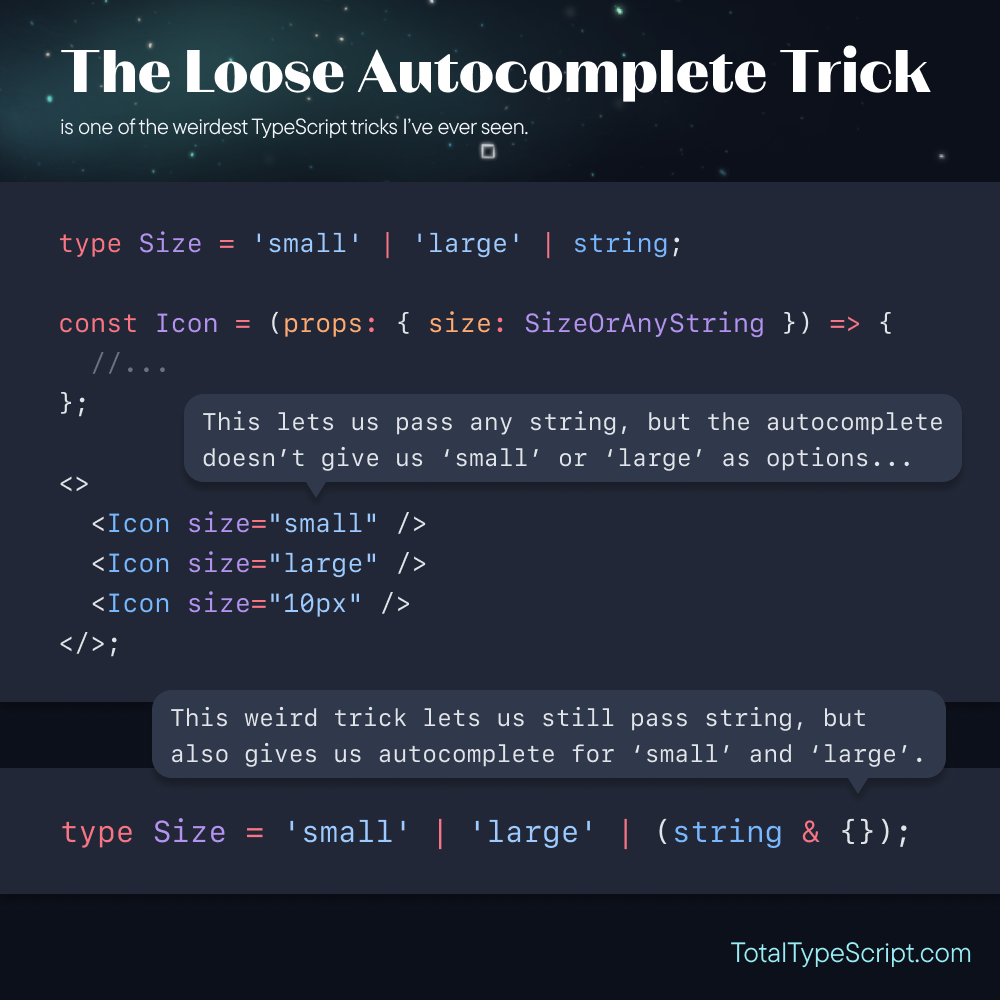 The Loose Autocomplete Trick
is one of the weirdest TypeScript tricks I’ve ever seen.
type Size = 'small' | 'large' | string;
const Icon = (props: { size: SizeOrAnyString }) => {
//...
};
This lets us pass any string, but the autocomplete
doesn’t give us ‘small’ or ‘large’ as options...
<>
<Icon size="small" />
<Icon size="large" />
<Icon size="10px" />
</>;
This weird trick lets us still pass string, but
also gives us autocomplete for ‘small’ and ‘large’.
type Size = 'small' | 'large' | (string & {});
TotalTypeScript.com